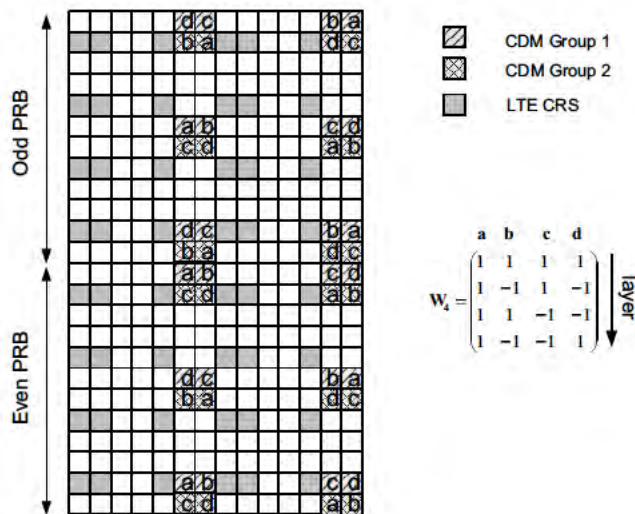 Odd PRB
Even PRB
d c b a
b a d c
a b c d
c d a b
d c b a
b a d c
a b c d
c d a b
d c b a
b a d c
a b c d
c d a b
CDM Group 1
CDM Group 2
LTE CRS
a b c d
1 1 1 1
1 -1 1 -1
W₄ =
1 1 -1 -1
1 -1 -1 1
layer